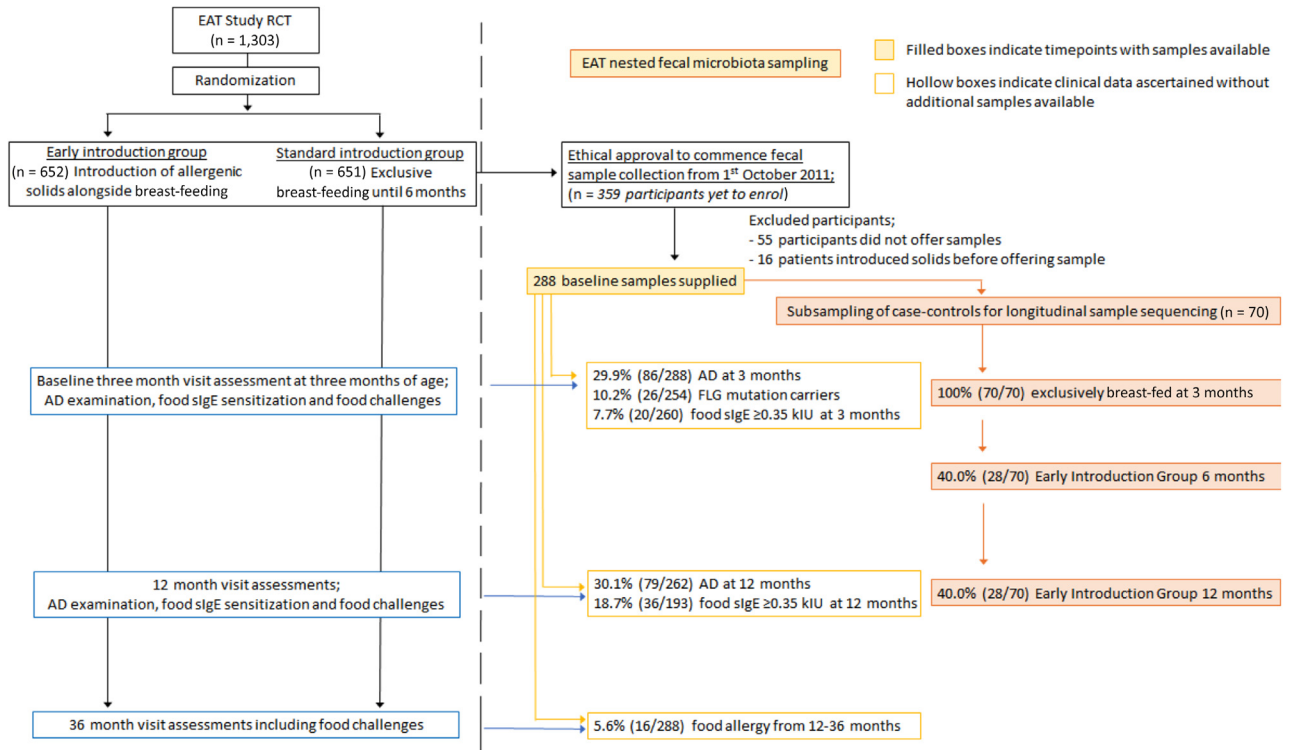 EAT Study RCT
(n = 1,303)
Randomization
Early introduction group
(n = 652) Introduction of allergenic
solids alongside breast-feeding
Standard introduction group
(n = 651) Exclusive
breast-feeding until 6 months
EAT nested fecal microbiota sampling
Filled boxes indicate timepoints with samples available
Hollow boxes indicate clinical data ascertained without
additional samples available
Ethical approval to commence fecal
sample collection from 1st October 2011;
(n = 359 participants yet to enrol)
Excluded participants;
- 55 participants did not offer samples
- 16 patients introduced solids before offering sample
288 baseline samples supplied
Subsampling of case-controls for longitudinal sample sequencing (n = 70)
Baseline three month visit assessment at three months of age;
AD examination, food sIgE sensitization and food challenges
29.9% (86/288) AD at 3 months
10.2% (26/254) FLG mutation carriers
7.7% (20/260) food sIgE ≥0.35 kIU at 3 months
100% (70/70) exclusively breast-fed at 3 months
40.0% (28/70) Early Introduction Group 6 months
12 month visit assessments;
AD examination, food sIgE sensitization and food challenges
30.1% (79/262) AD at 12 months
18.7% (36/193) food sIgE ≥0.35 kIU at 12 months
40.0% (28/70) Early Introduction Group 12 months
36 month visit assessments including food challenges
5.6% (16/288) food allergy from 12-36 months